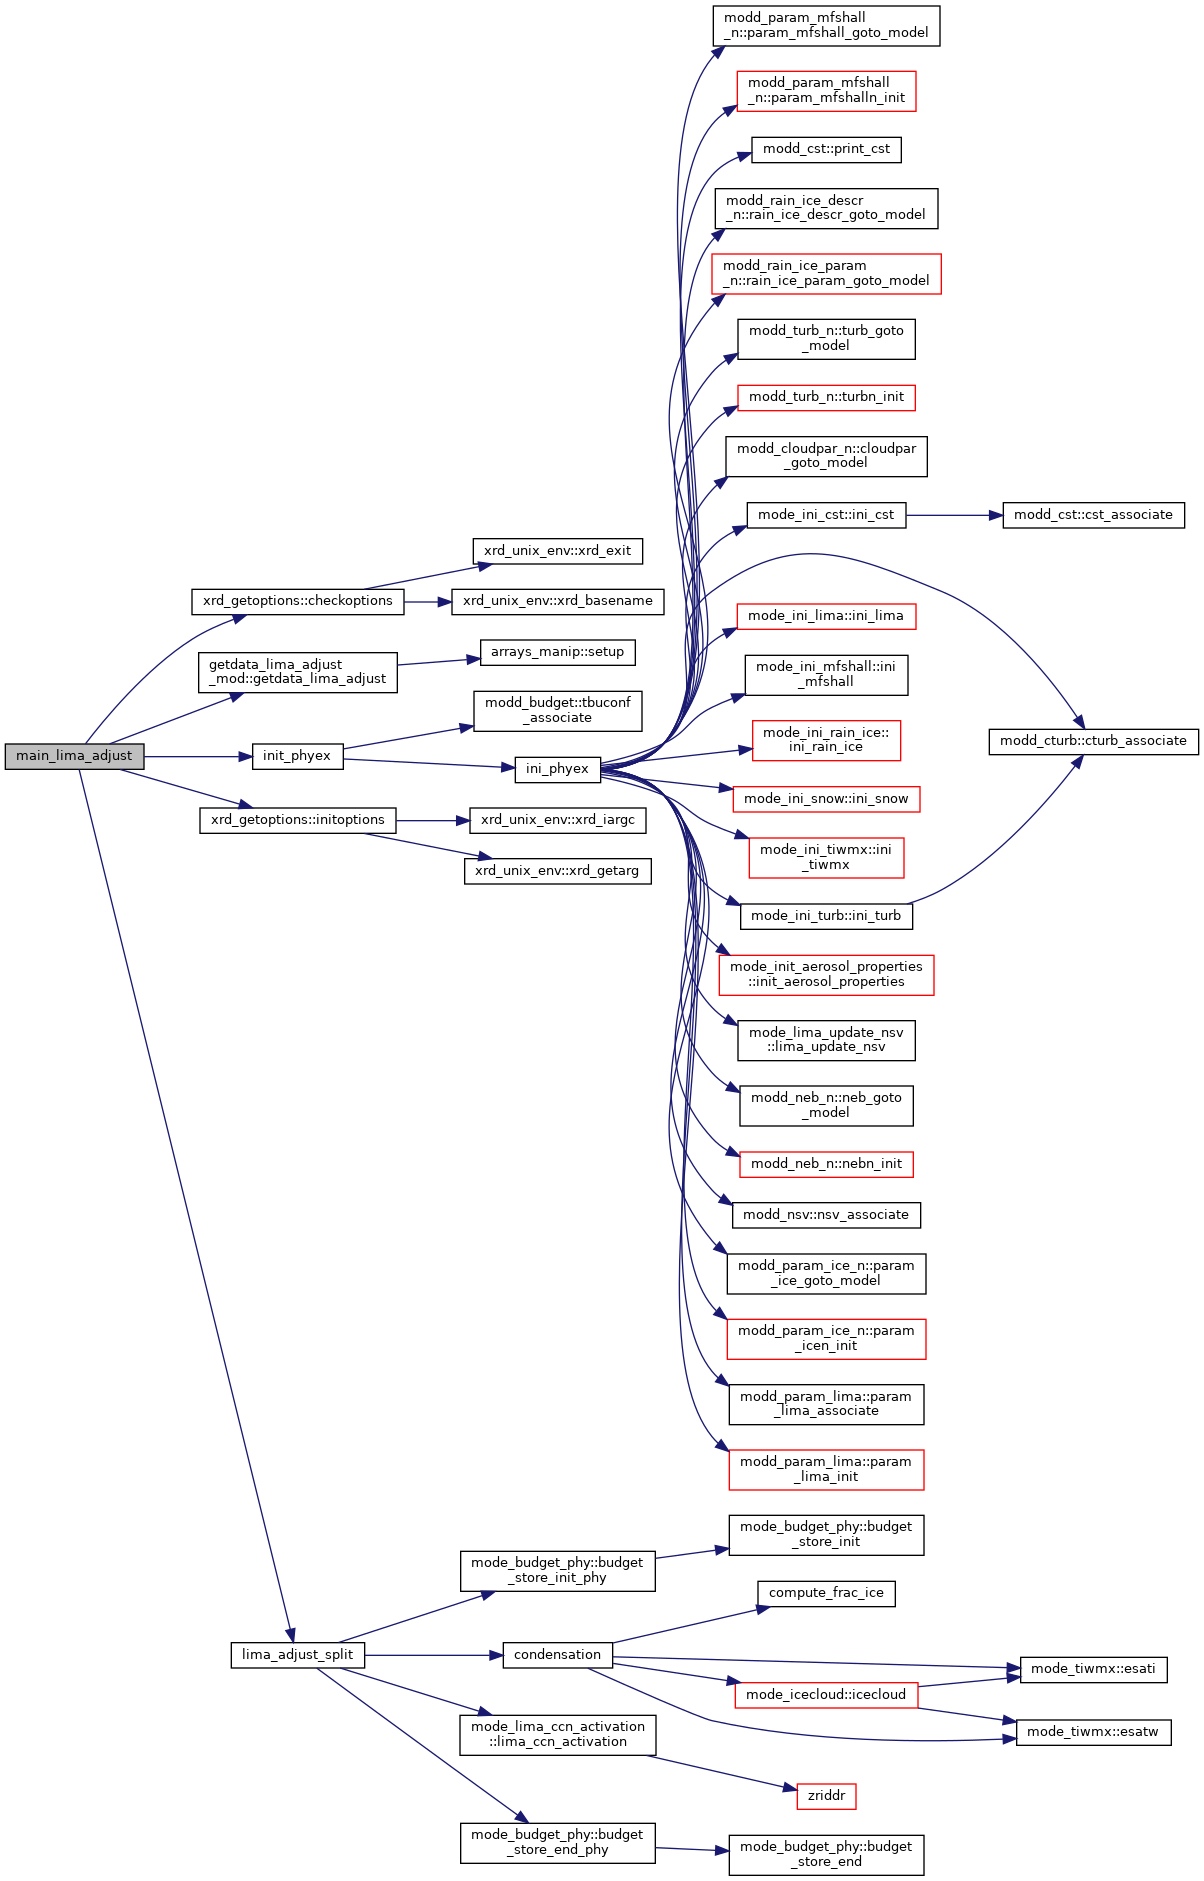 modd_param_mfshall
_n::param_mfshall_goto_model
modd_param_mfshall
_n::param_mfshalln_init
modd_cst::print_cst
modd_rain_ice_descr
_n::rain_ice_descr_goto_model
modd_rain_ice_param
_n::rain_ice_param_goto_model
modd_turb_n::turb_goto
_model
modd_turb_n::turbn_init
modd_cloudpar_n::cloudpar
_goto_model
mode_ini_cst::ini_cst
modd_cst::cst_associate
xrd_unix_env::xrd_exit
xrd_getoptions::checkoptions
xrd_unix_env::xrd_basename
mode_ini_lima::ini_lima
getdata_lima_adjust
_mod::getdata_lima_adjust
arrays_manip::setup
mode_ini_mfshall::ini
_mfshall
modd_budget::tbuconf
_associate
main_lima_adjust
init_phyex
ini_phyex
mode_ini_rain_ice::
ini_rain_ice
modd_cturb::cturb_associate
mode_ini_snow::ini_snow
xrd_getoptions::initoptions
xrd_unix_env::xrd_iargc
xrd_unix_env::xrd_getarg
mode_ini_tiwmx::ini
_tiwmx
mode_ini_turb::ini_turb
mode_init_aerosol_properties
::init_aerosol_properties
mode_lima_update_nsv
::lima_update_nsv
modd_neb_n::neb_goto
_model
modd_neb_n::nebn_init
modd_nsv::nsv_associate
modd_param_ice_n::param
_ice_goto_model
modd_param_ice_n::param
_icen_init
modd_param_lima::param
_lima_associate
modd_param_lima::param
_lima_init
mode_budget_phy::budget
_store_init
mode_budget_phy::budget
_store_init_phy
compute_frac_ice
lima_adjust_split
condensation
mode_tiwmx::esati
mode_icecloud::icecloud
mode_tiwmx::esatw
mode_lima_ccn_activation
::lima_ccn_activation
zriddr
mode_budget_phy::budget
_store_end_phy
mode_budget_phy::budget
_store_end